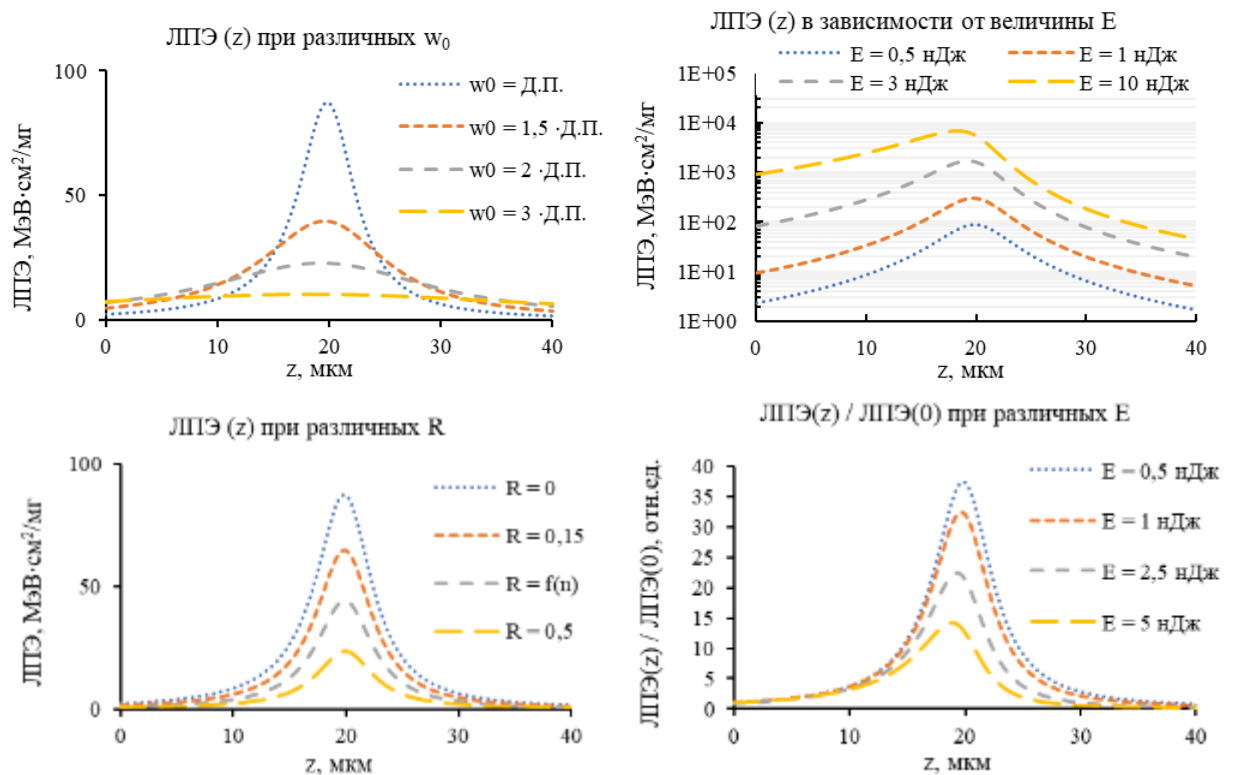 ЛПЭ (z) при различных w₀
ЛПЭ, МэВ·см²/мг
100
50
0
0 10 20 30 40
z, мкм
w0 = Д.П.
w0 = 1,5 ·Д.П.
w0 = 2 ·Д.П.
w0 = 3 ·Д.П.
ЛПЭ (z) в зависимости от величины E
E = 0,5 нДж E = 1 нДж
E = 3 нДж E = 10 нДж
ЛПЭ, МэВ·см²/мг
1E+05
1E+04
1E+03
1E+02
1E+01
1E+00
0 10 20 30 40
z, мкм
ЛПЭ (z) при различных R
ЛПЭ, МэВ·см²/мг
100
50
0
0 10 20 30 40
z, мкм
R = 0
R = 0,15
R = f(n)
R = 0,5
ЛПЭ(z) / ЛПЭ(0) при различных E
ЛПЭ(z) / ЛПЭ(0), отн.ед.
40
35
30
25
20
15
10
5
0
0 10 20 30 40
z, мкм
E = 0,5 нДж
E = 1 нДж
E = 2,5 нДж
E = 5 нДж